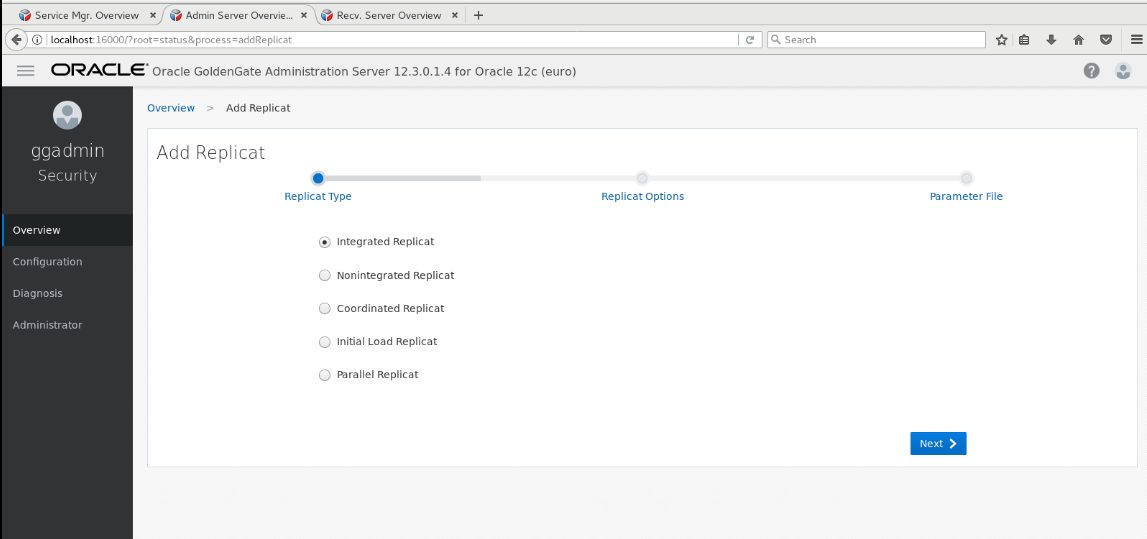 Service Mgr. Overview
Admin Server Overvie...
Recv. Server Overview
localhost:16000/?root=status&process=addReplicat
Search
ORACLE Oracle GoldenGate Administration Server 12.3.0.1.4 for Oracle 12c (euro)
ggadmin
Security
Overview
Configuration
Diagnosis
Administrator
Overview > Add Replicat
Add Replicat
Replicat Type
Replicat Options
Parameter File
Integrated Replicat
Nonintegrated Replicat
Coordinated Replicat
Initial Load Replicat
Parallel Replicat
Next